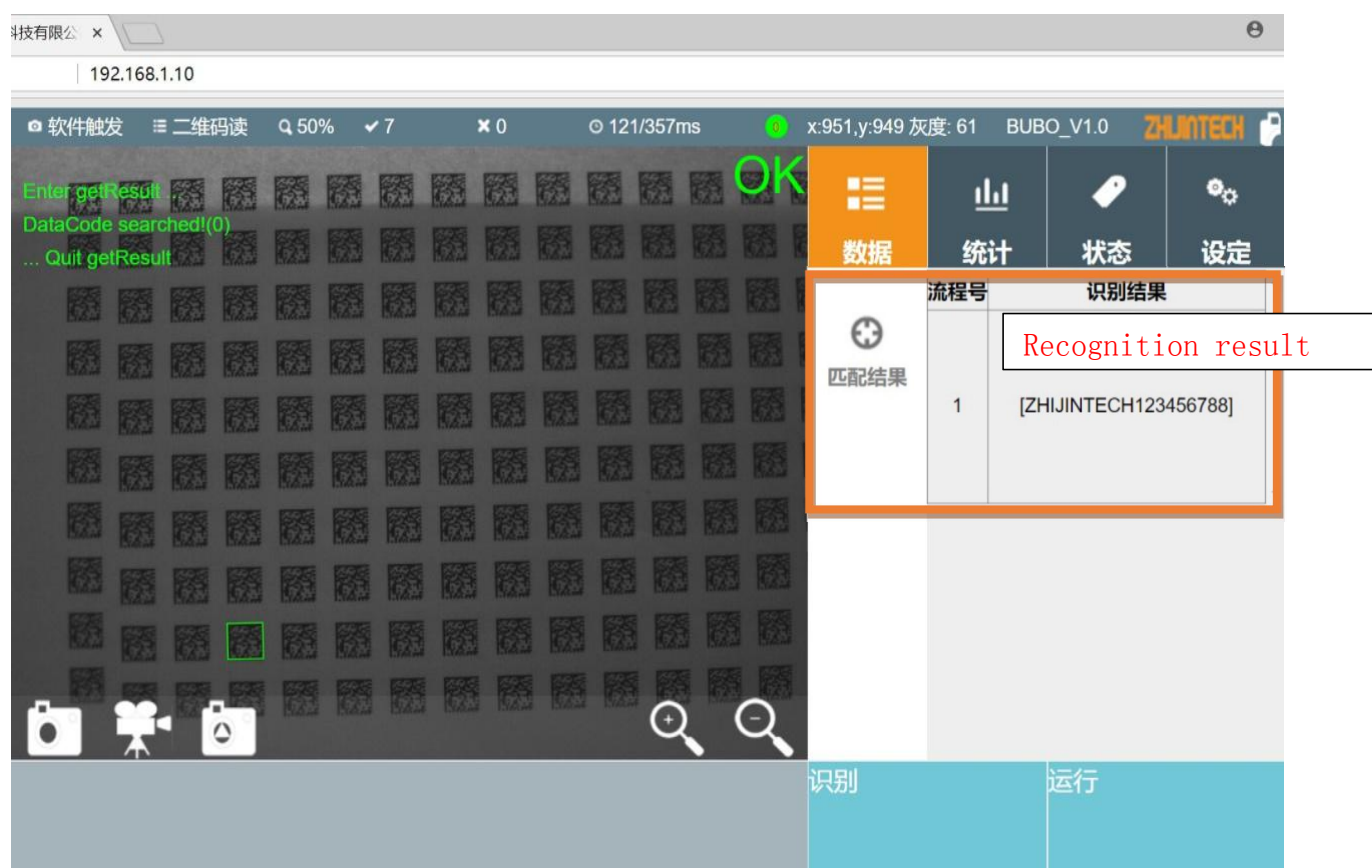 科技有限公
192.168.1.10
软件触发 二维码读 50% 7 0 121/357ms 0 x:951,y:949 灰度: 61 BUBO_V1.0 ZHIJINTECH
Enter getResult ...
DataCode searched!(0)
... Quit getResult
OK
数据 统计 状态 设定
流程号 识别结果
Recognition result
匹配结果
1 [ZHIJINTECH123456788]
识别 运行